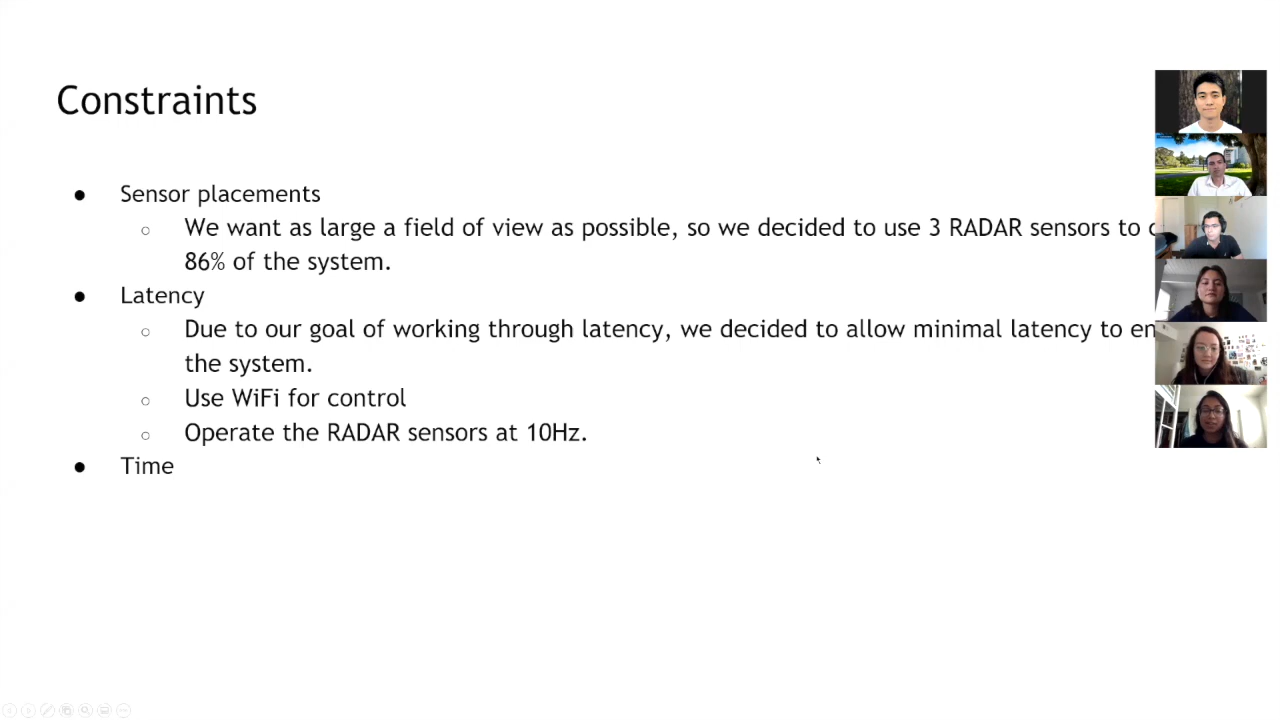 Constraints
● Sensor placements
○ We want as large a field of view as possible, so we decided to use 3 RADAR sensors to
86% of the system.
● Latency
○ Due to our goal of working through latency, we decided to allow minimal latency to
the system.
○ Use WiFi for control
○ Operate the RADAR sensors at 10Hz.
● Time